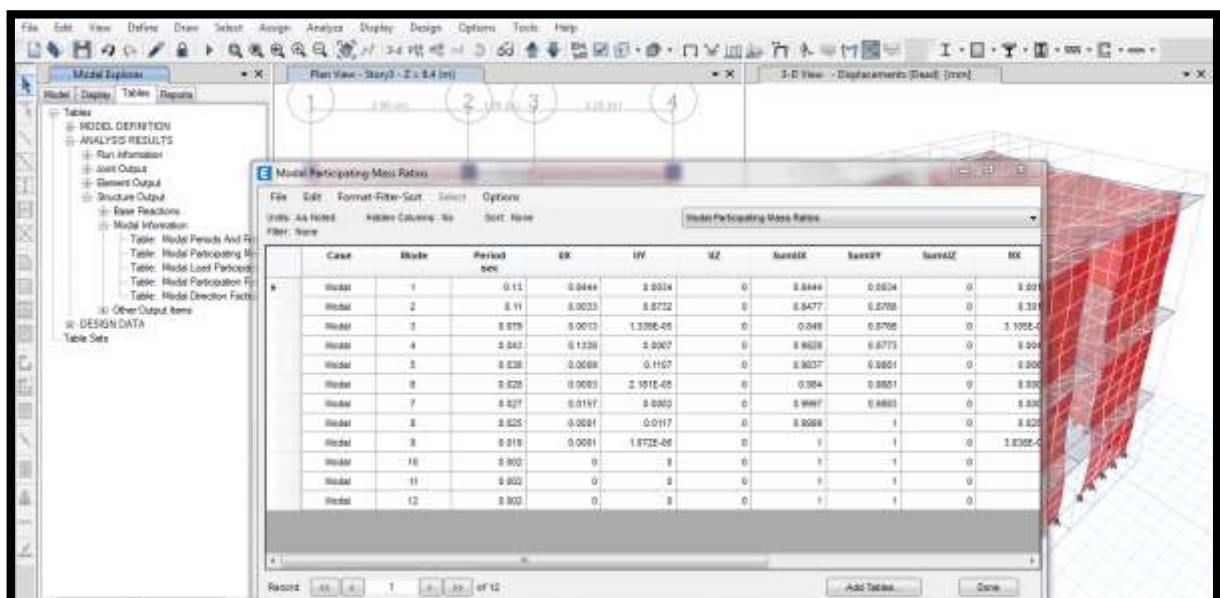 File Edit View Define Draw Select Assign Analyze Display Design Options Tools Help
Model Explorer
Plan View - Story3 - Z = 8.4 (m)
3-D View - Displacements (Dead) [mm]
Model Display Tables Reports
1 2 3 4
Tables
MODEL DEFINITION
ANALYSIS RESULTS
Run Information
Joint Output
Element Output
Structure Output
Base Reactions
Modal Information
Table: Modal Periods And
Table: Modal Participating M
Table: Modal Load Participat
Table: Modal Participation
Table: Modal Direction Facto
Other Output Items
DESIGN DATA
Table Sets
Modal Participating Mass Ratios
File Edit Format-Filter-Sort Select Options
Units: As Noted Hidden Columns: No Sort: None Modal Participating Mass Ratios
Filter: None
Case Mode Period UX UY UZ SumUX SumUY SumUZ RX
sec
Modal 1 0.13 0.8444 0.0034 0 0.8444 0.0034 0
Modal 2 0.11 0.0033 0.8732 0 0.8477 0.8766 0
Modal 3 0.079 0.0013 0 0.849 0.8766 0
Modal 4 0.042 0.1338 0.0007 0 0.9828 0.8773 0
Modal 5 0 0.1107 0 0.9837 0.9881 0
Modal 6 0.028 0.0003 0 0.984 0.9881 0
Modal 7 0.027 0.0157 0.0002 0 0.9997 0.9883 0
Modal 8 0.025 0.0001 0.0117 0 0.9999 1 0
Modal 9 0.019 0.0001 0 1 1 0
Modal 10 0.002 0 0 0 1 1 0
Modal 11 0.002 0 0 0 1 1 0
Modal 12 0.002 0 0 0 1 1 0
Record: << < 1 > >> of 12 Add Tables... Done